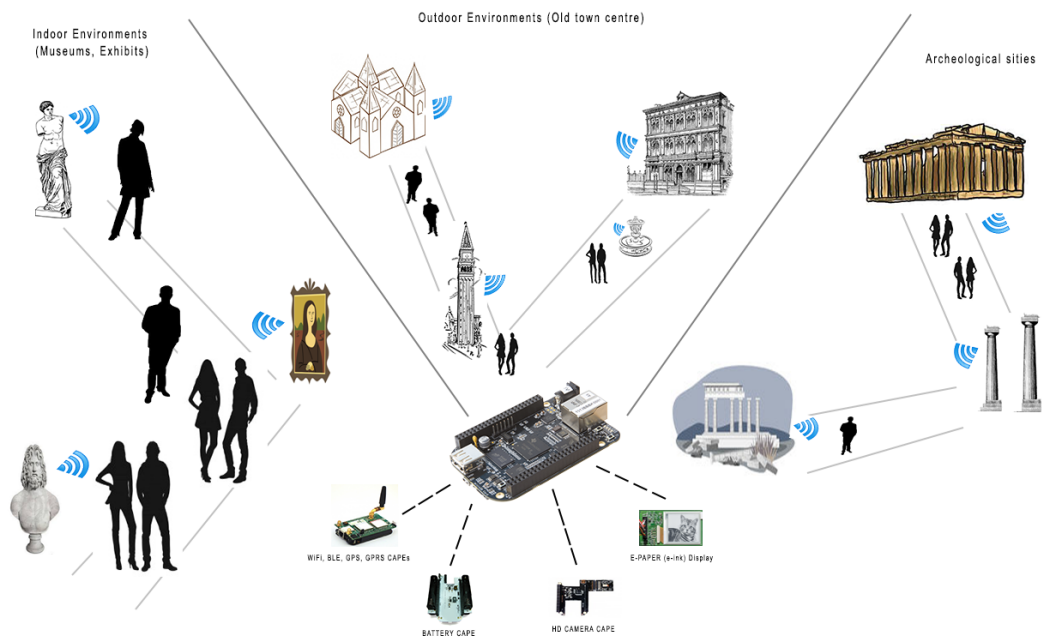 Outdoor Environments (Old town centre)
Indoor Environments
(Museums, Exhibits)
Archeological sities
WiFI, BLE, GPS, GPRS CAPEs
E-PAPER (e-ink) Display
BATTERY CAPE
HD CAMERA CAPE